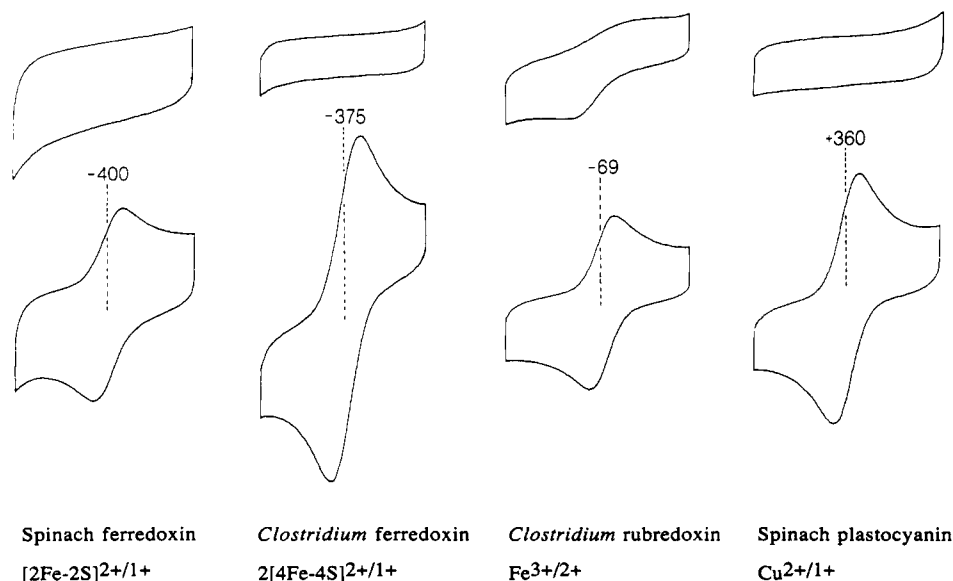 -400
-375
-69
+360
Spinach ferredoxin
[2Fe-2S]2+/1+
Clostridium ferredoxin
2[4Fe-4S]2+/1+
Clostridium rubredoxin
Fe3+/2+
Spinach plastocyanin
Cu2+/1+